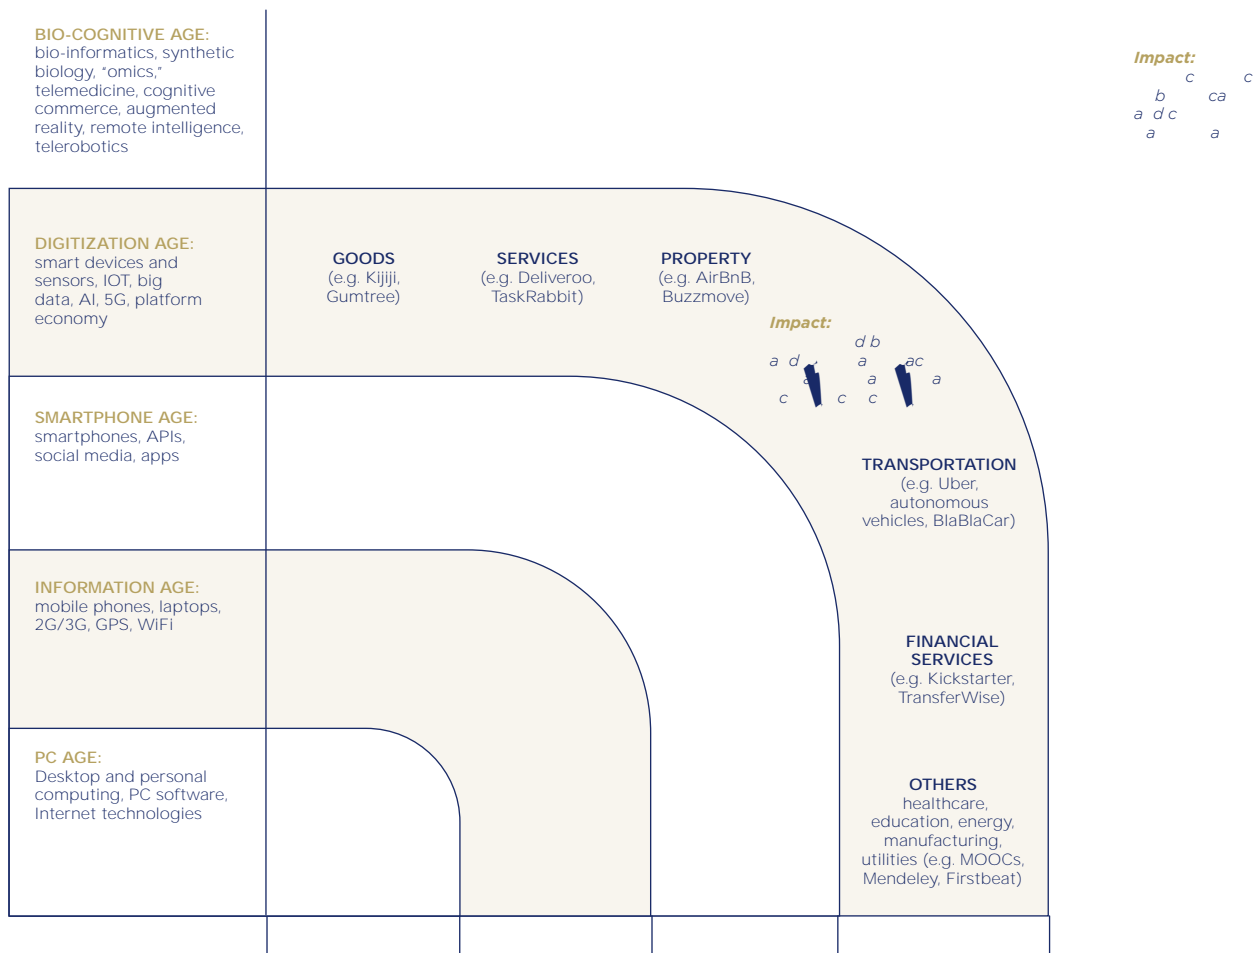 BIO-COGNITIVE AGE:
bio-informatics, synthetic
biology, “omics,”
telemedicine, cognitive
commerce, augmented
reality, remote intelligence,
telerobotics
Impact:
c c
b ca
a d c
a a
DIGITIZATION AGE:
smart devices and
sensors, IOT, big
data, AI, 5G, platform
economy
GOODS
(e.g. Kijiji,
Gumtree)
SERVICES
(e.g. Deliveroo,
TaskRabbit)
PROPERTY
(e.g. AirBnB,
Buzzmove)
Impact:
d b
a d a ac
a a
c c c
SMARTPHONE AGE:
smartphones, APIs,
social media, apps
TRANSPORTATION
(e.g. Uber,
autonomous
vehicles, BlaBlaCar)
INFORMATION AGE:
mobile phones, laptops,
2G/3G, GPS, WiFi
FINANCIAL
SERVICES
(e.g. Kickstarter,
TransferWise)
PC AGE:
Desktop and personal
computing, PC software,
Internet technologies
OTHERS
healthcare,
education, energy,
manufacturing,
utilities (e.g. MOOCs,
Mendeley, Firstbeat)